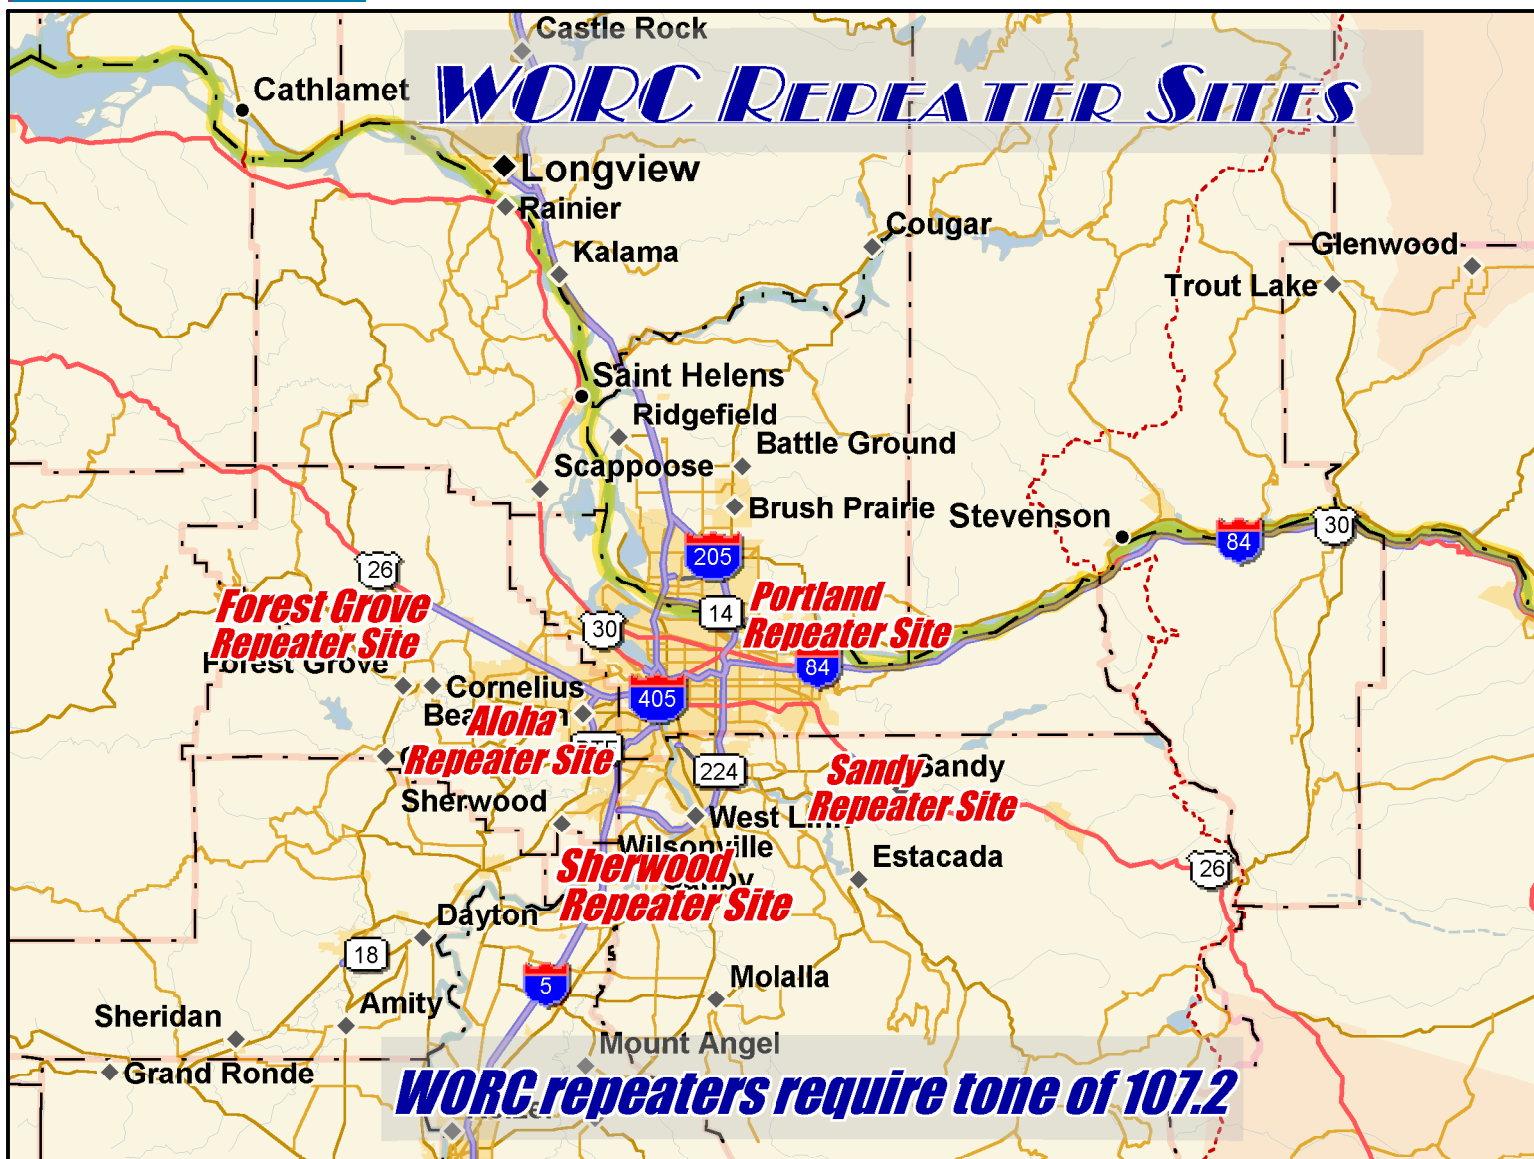 Castle Rock
WORC REPEATER SITES
Cathlamet
Longview
Rainier
Cougar
Kalama
Glenwood
Trout Lake
Saint Helens
Ridgefield
Battle Ground
Scappoose
Brush Prairie
Stevenson
30
84
205
26
Forest Grove
Repeater Site
Portland
Repeater Site
14
30
Forest Grove
84
Cornelius
405
Aloha
Repeater Site
224
Sandy
Sandy
Repeater Site
Sherwood
West Linn
Wilsonville
Sherwood
Repeater Site
Estacada
26
Dayton
18
5
Molalla
Amity
Sheridan
Mount Angel
Grand Ronde
WORC repeaters require tone of 107.2